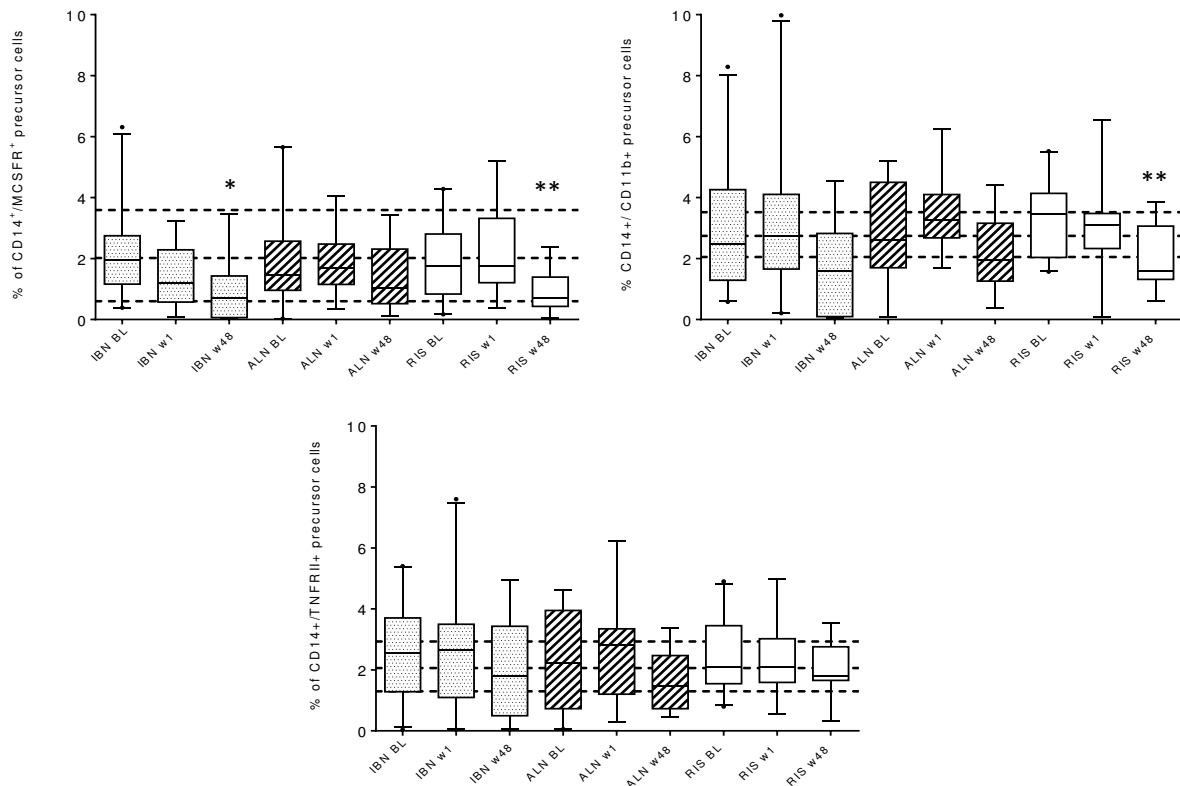 % of CD14⁺/MCSFR⁺ precursor cells
10
8
6
4
2
0
*
**
IBN BL
IBN w1
IBN w48
ALN BL
ALN w1
ALN w48
RIS BL
RIS w1
RIS w48
% CD14+/ CD11b+ precursor cells
10
8
6
4
2
0
**
IBN BL
IBN w1
IBN w48
ALN BL
ALN w1
ALN w48
RIS BL
RIS w1
RIS w48
% of CD14+/TNFRII+ precursor cells
10
8
6
4
2
0
IBN BL
IBN w1
IBN w48
ALN BL
ALN w1
ALN w48
RIS BL
RIS w1
RIS w48